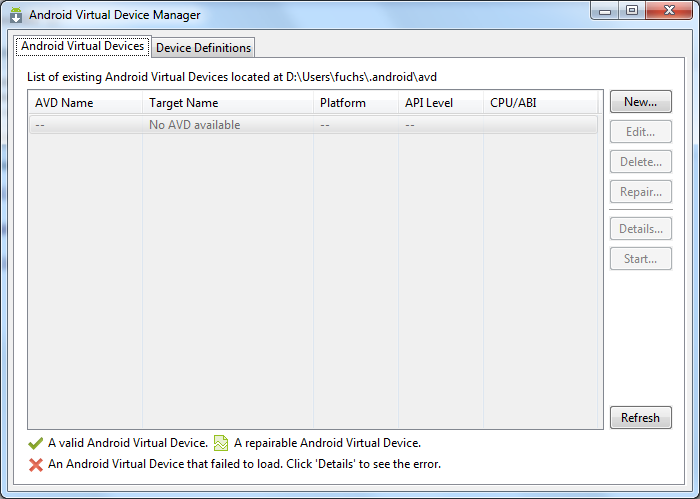 Android Virtual Device Manager
Android Virtual Devices Device Definitions
List of existing Android Virtual Devices located at D:\Users\fuchs\.android\avd
AVD Name Target Name Platform API Level CPU/ABI
-- No AVD available -- --
New...
Edit...
Delete...
Repair...
Details...
Start...
Refresh
A valid Android Virtual Device. A repairable Android Virtual Device.
An Android Virtual Device that failed to load. Click 'Details' to see the error.